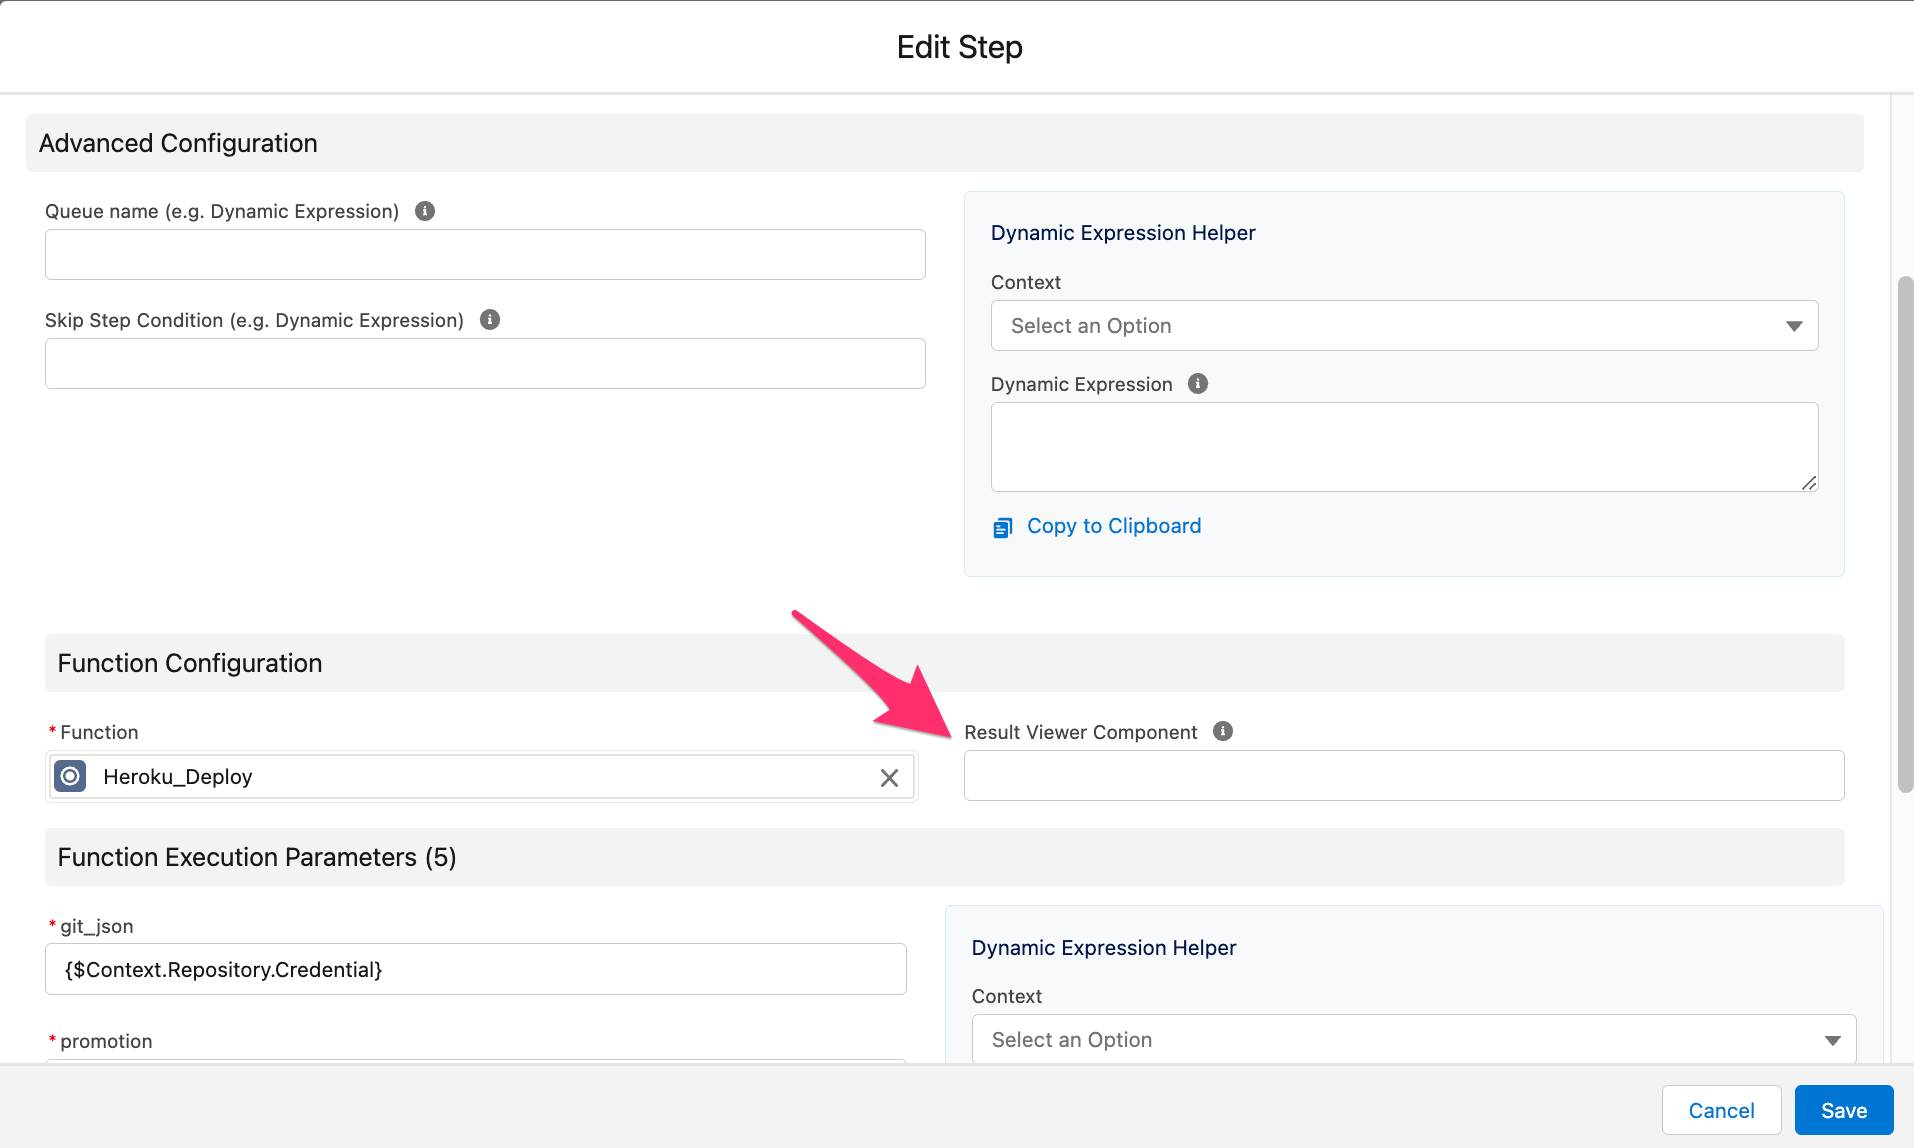 Edit Step
Advanced Configuration
Queue name (e.g. Dynamic Expression)
Skip Step Condition (e.g. Dynamic Expression)
Dynamic Expression Helper
Context
Select an Option
Dynamic Expression
Copy to Clipboard
Function Configuration
*Function
Heroku_Deploy
Result Viewer Component
Function Execution Parameters (5)
*git_json
{$Context.Repository.Credential}
*promotion
Dynamic Expression Helper
Context
Select an Option
Cancel
Save